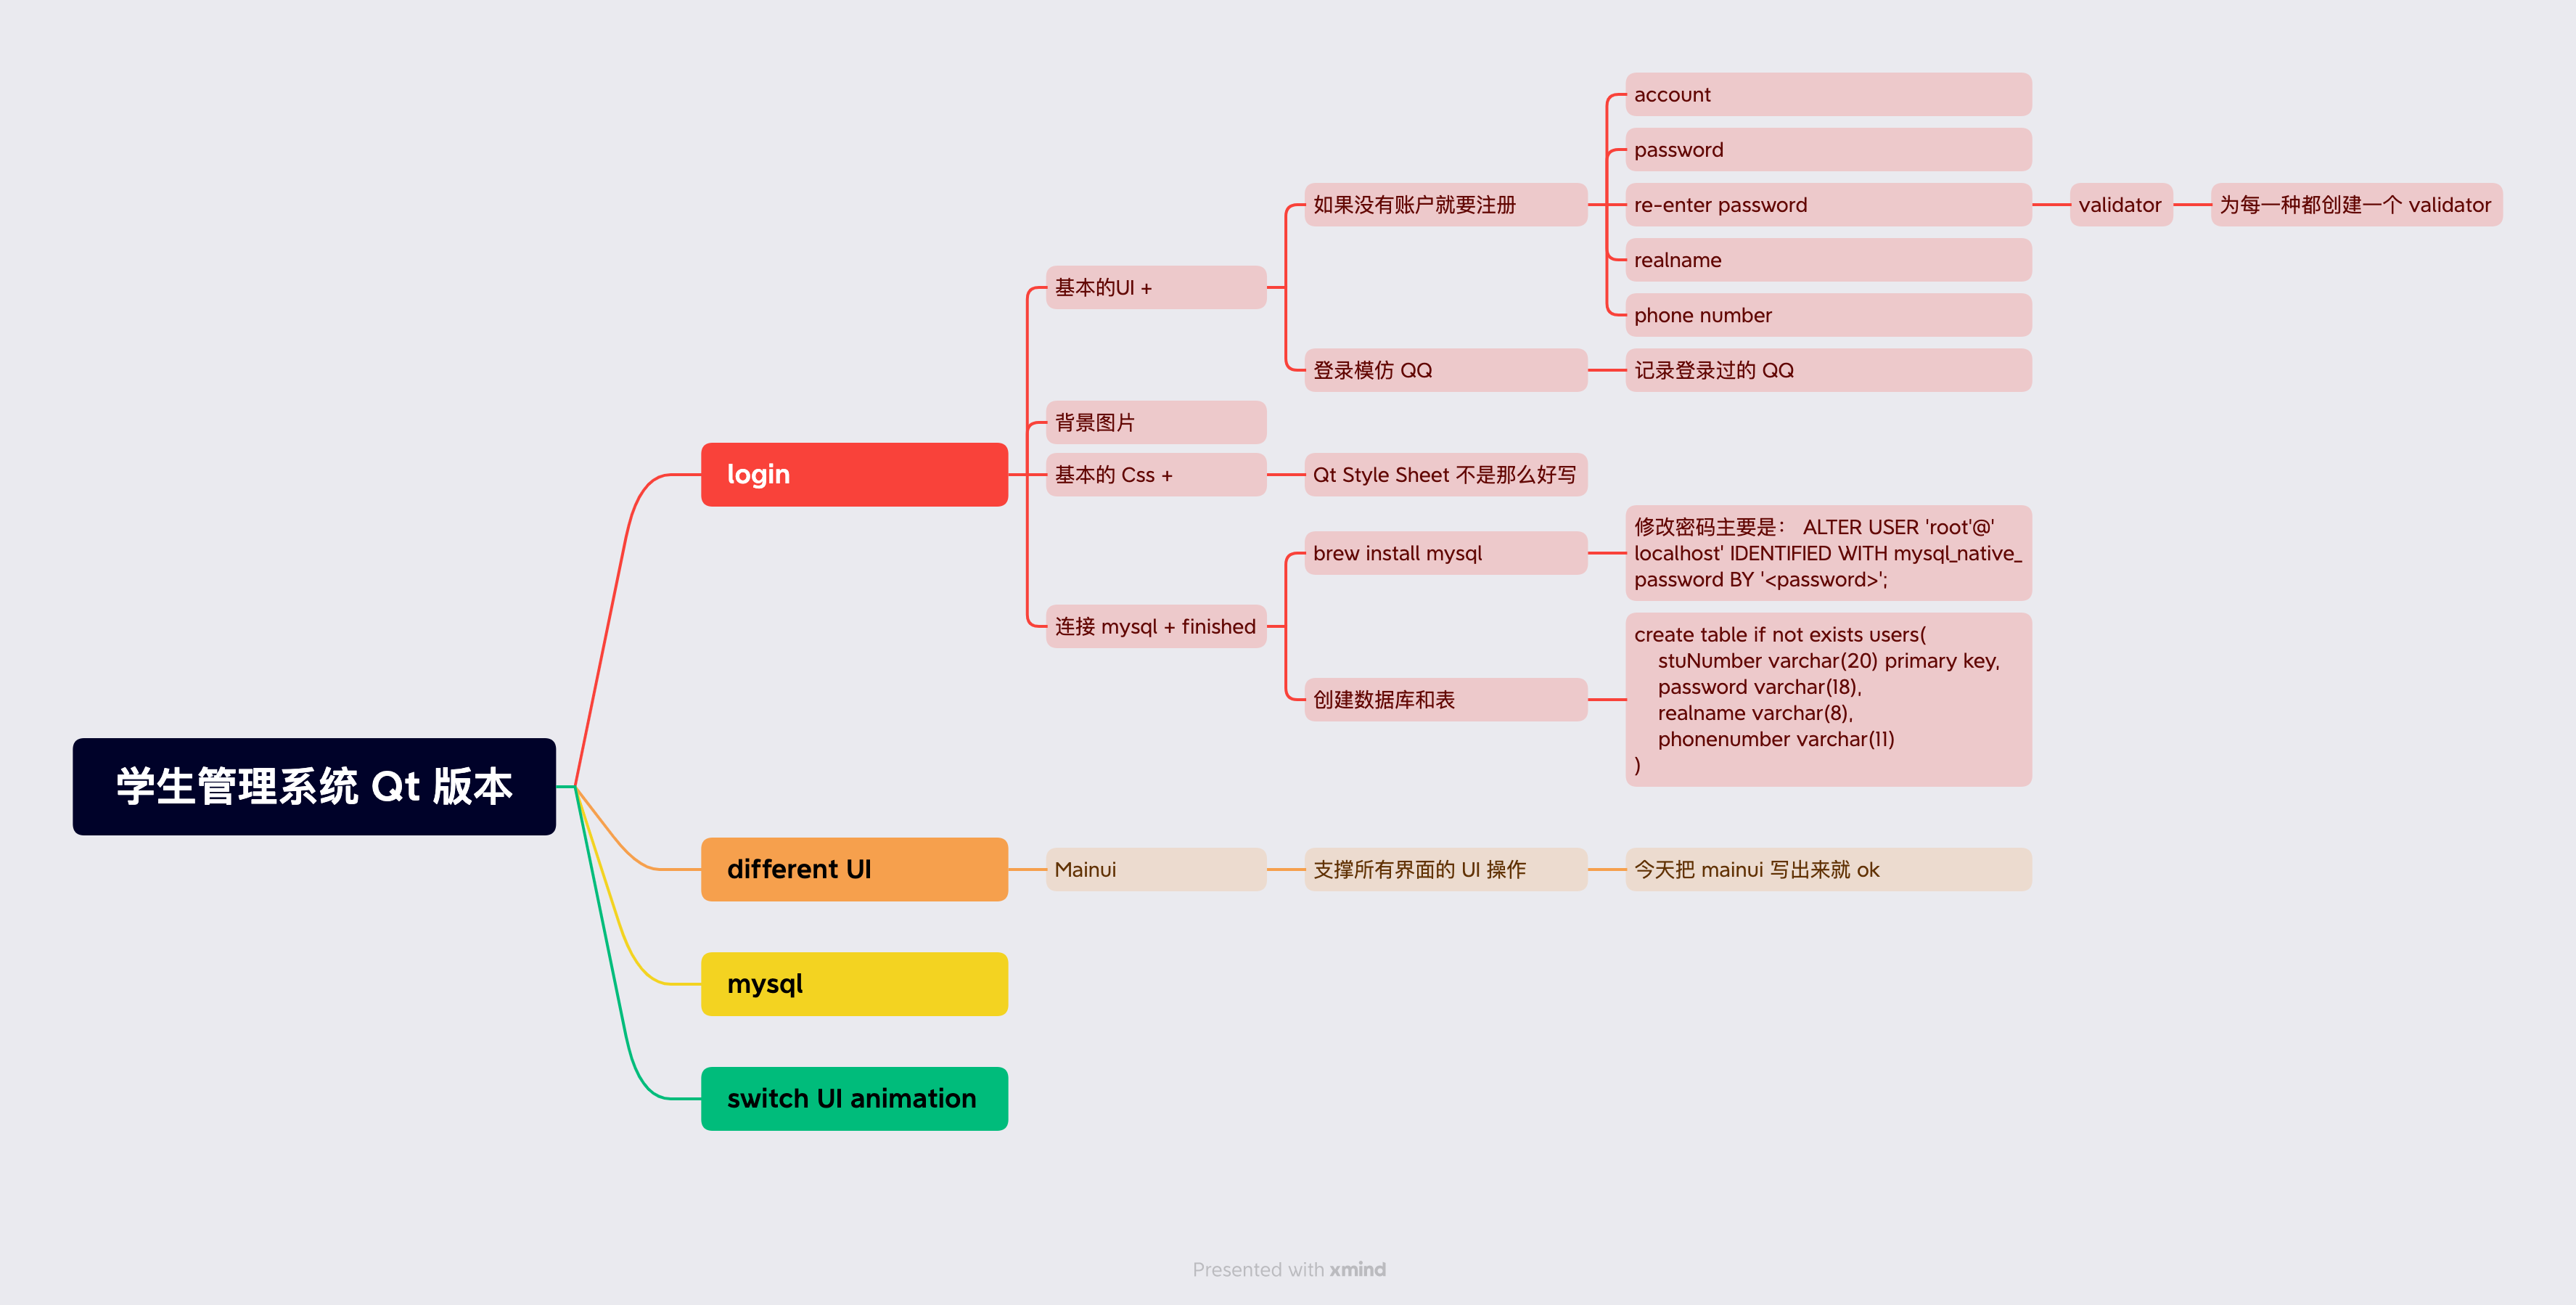 学生管理系统 Qt 版本
login
基本的UI +
如果没有账户就要注册
account
password
re-enter password
validator
为每一种都创建一个 validator
realname
phone number
登录模仿 QQ
记录登录过的 QQ
背景图片
基本的 Css +
Qt Style Sheet 不是那么好写
连接 mysql + finished
brew install mysql
修改密码主要是： ALTER USER 'root'@'
localhost' IDENTIFIED WITH mysql_native_
password BY '<password>';
创建数据库和表
create table if not exists users(
stuNumber varchar(20) primary key,
password varchar(18),
realname varchar(8),
phonenumber varchar(11)
)
different UI
Mainui
支撑所有界面的 UI 操作
今天把 mainui 写出来就 ok
mysql
switch UI animation
Presented with xmind